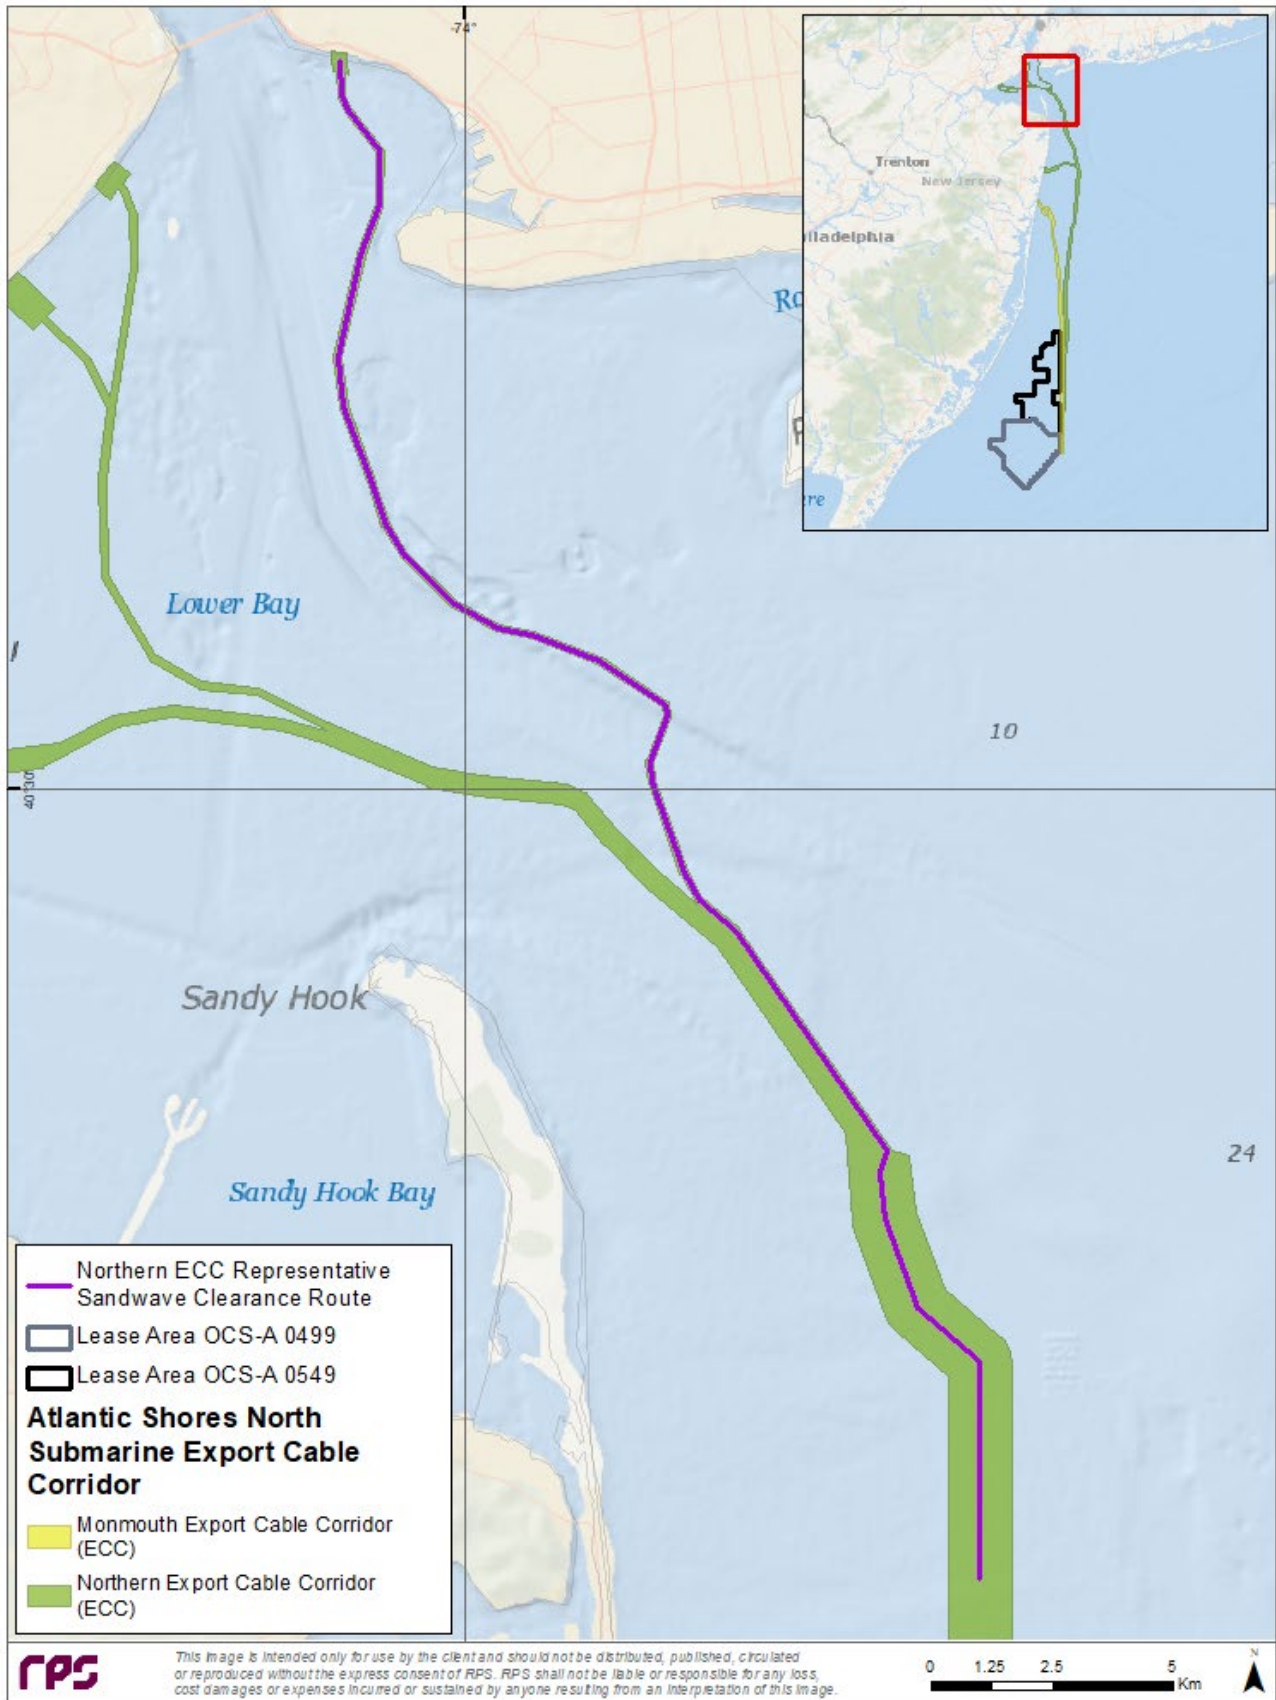 -74°
Trenton
New Jersey
iladelphia
Lower Bay
10
40°30'
Sandy Hook
24
Sandy Hook Bay
Northern ECC Representative
Sandwave Clearance Route
Lease Area OCS-A 0499
Lease Area OCS-A 0549
Atlantic Shores North
Submarine Export Cable
Corridor
Monmouth Export Cable Corridor
(ECC)
Northern Export Cable Corridor
(ECC)
rps
This image is intended only for use by the client and should not be distributed, published, circulated
or reproduced without the express consent of RPS. RPS shall not be liable or responsible for any loss,
cost damages or expenses incurred or sustained by anyone resulting from an interpretation of this image.
0 1.25 2.5 5
Km
N